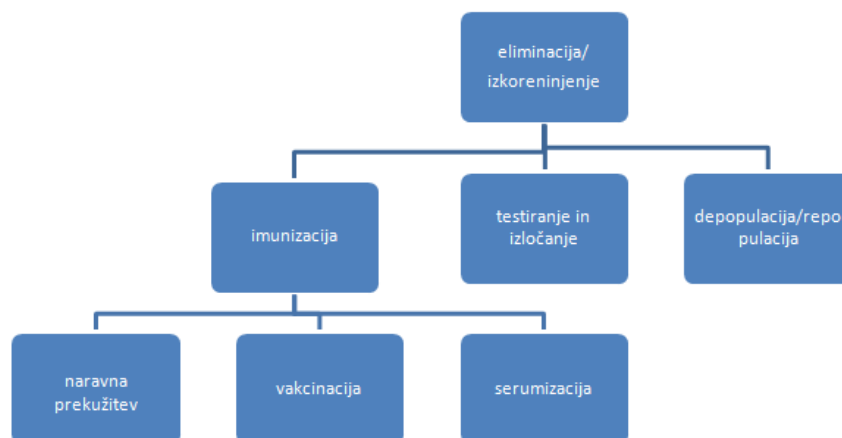 eliminacija/
izkoreninjenje
imunizacija
testiranje in
izločanje
depopulacija/repo
pulacija
naravna
prekužitev
vakcinacija
serumizacija